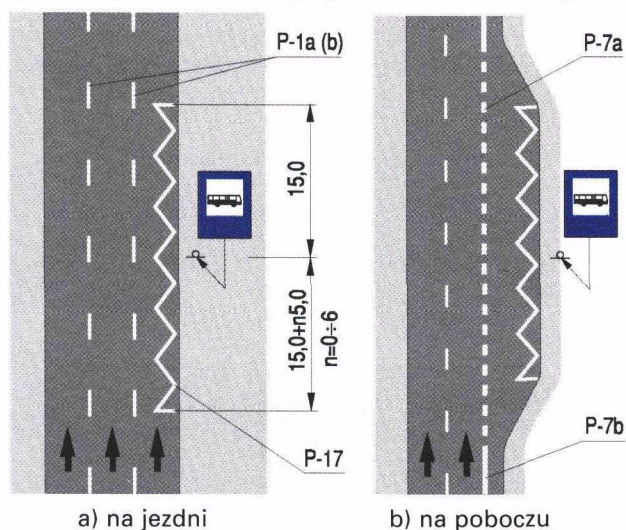 P-1a (b)
15,0
15,0+n5,0
n=0÷6
P-17
a) na jezdni
P-7a
P-7b
b) na poboczu